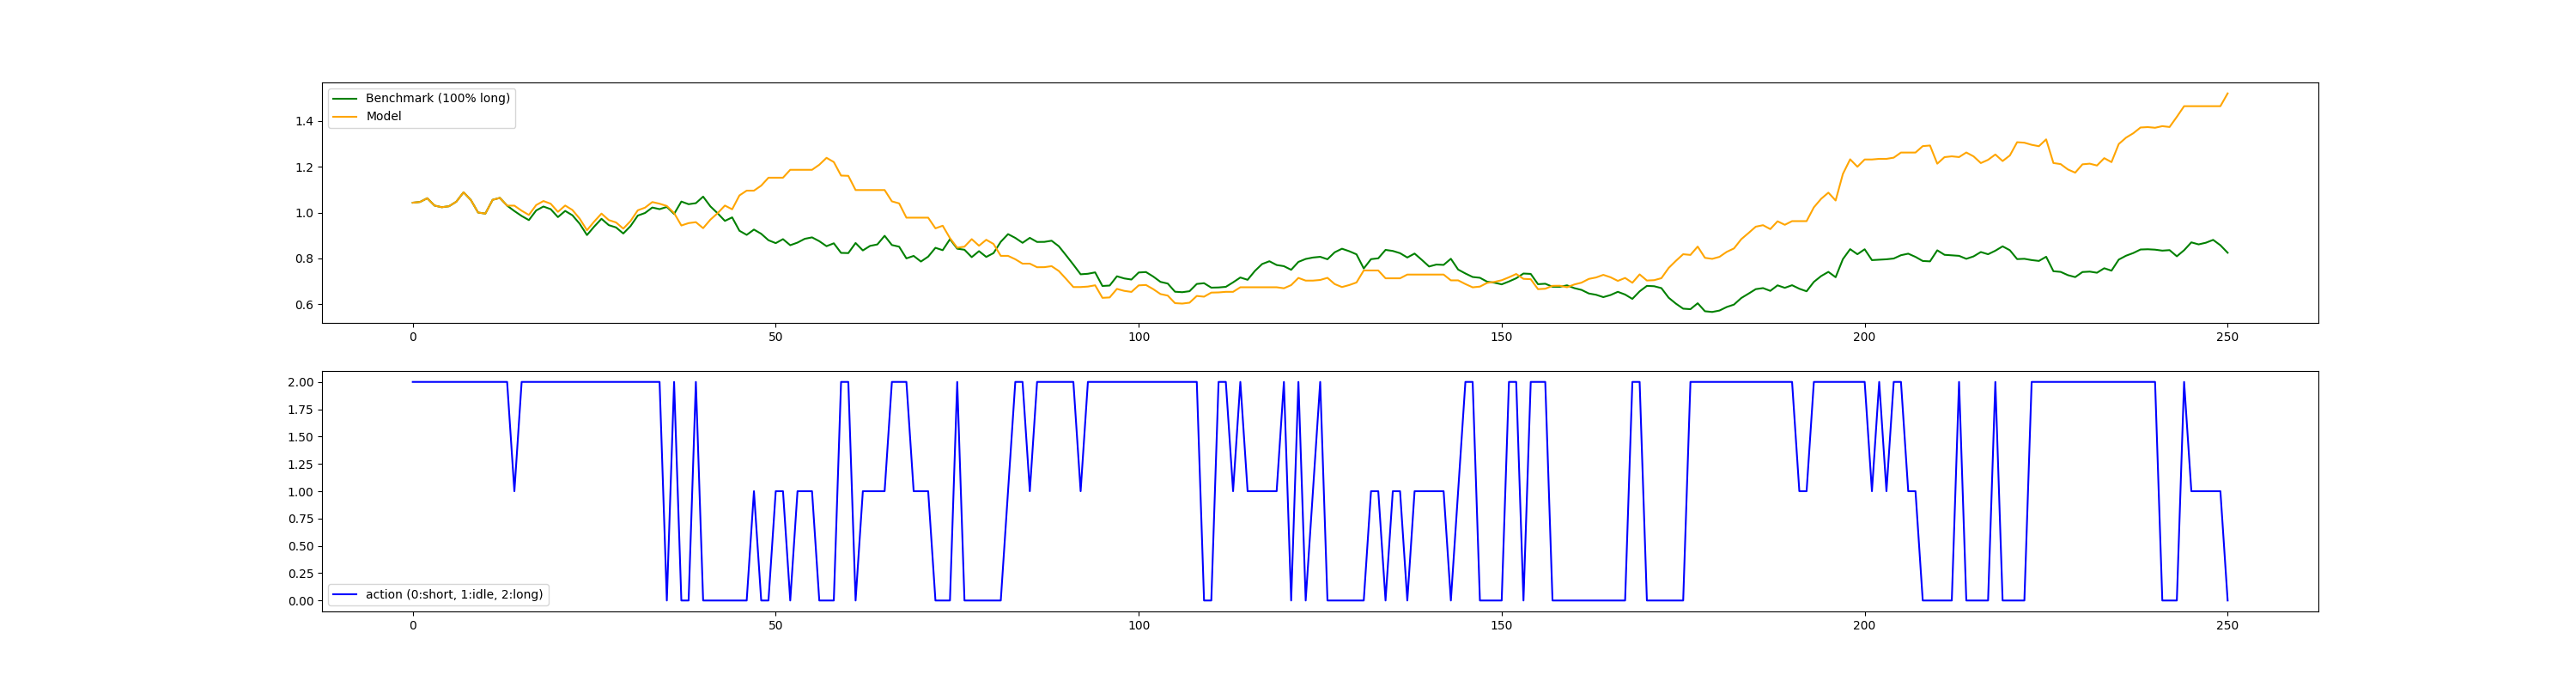 Benchmark (100% long)
Model
1.4
1.2
1.0
0.8
0.6
0 50 100 150 200 250
2.00
1.75
1.50
1.25
1.00
0.75
0.50
0.25
0.00
action (0:short, 1:idle, 2:long)
0 50 100 150 200 250